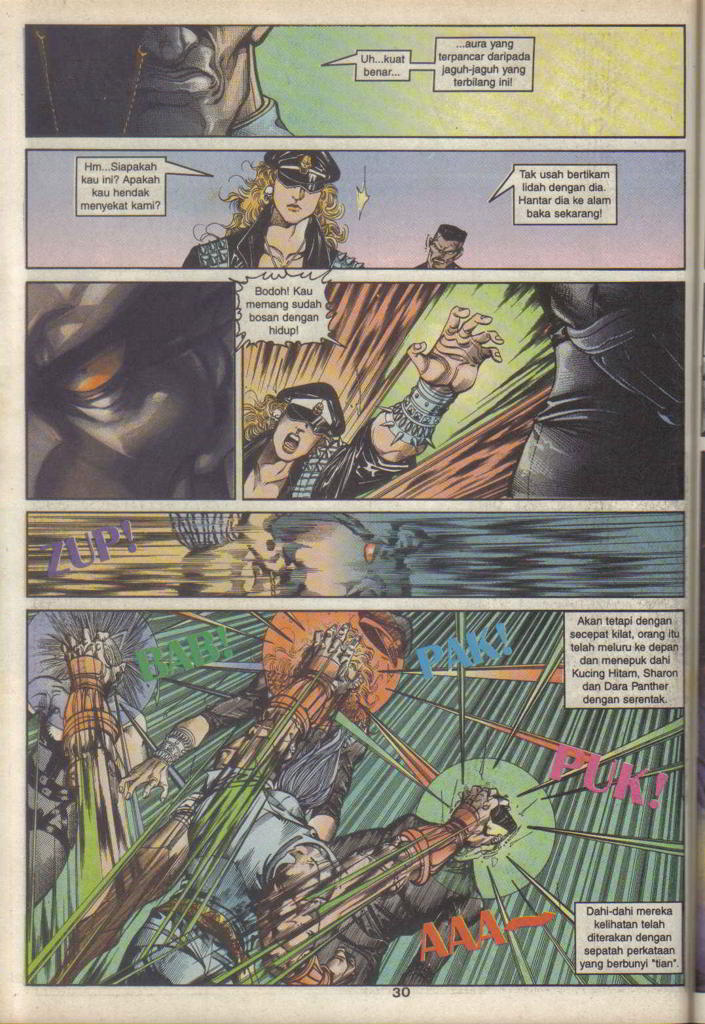 Uh...kuat
benar...
...aura yang
terpancar daripada
jaguh-jaguh yang
terbilang ini!
Hm...Siapakah
kau ini? Apakah
kau hendak
menyekat kami?
Tak usah bertikam
lidah dengan dia.
Hantar dia ke alam
baka sekarang!
Bodoh! Kau
memang sudah
bosan dengan
hidup!
ZUP!
BAB!
PAK!
Akan tetapi dengan
secepat kilat, orang itu
telah meluru ke depan
dan menepuk dahi
Kucing Hitam, Sharon
dan Dara Panther
dengan serentak.
PUK!
AAA~
Dahi-dahi mereka
kelihatan telah
diterakan dengan
sepatah perkataan
yang berbunyi "tian".
30